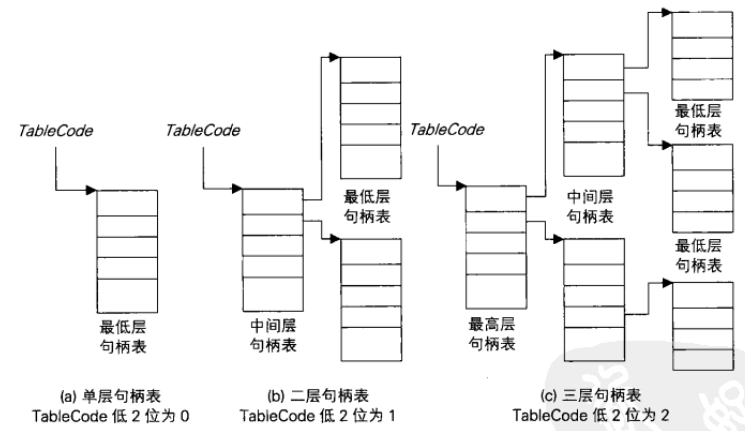 TableCode
最低层
句柄表
(a) 单层句柄表
TableCode 低 2 位为 0
TableCode
最低层
句柄表
中间层
句柄表
(b) 二层句柄表
TableCode 低 2 位为 1
TableCode
最低层
句柄表
中间层
句柄表
最低层
句柄表
最高层
句柄表
(c) 三层句柄表
TableCode 低 2 位为 2